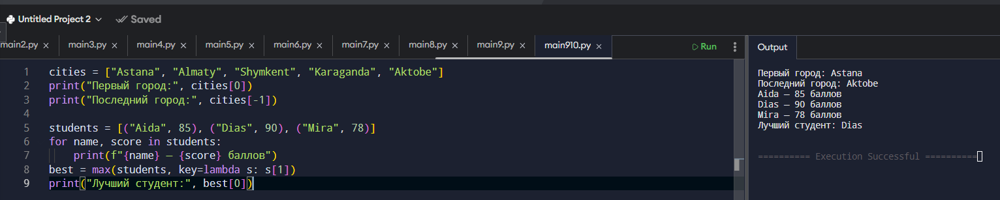 Untitled Project 2 Saved
main2.py × main3.py × main4.py × main5.py × main6.py × main7.py × main8.py × main9.py × main910.py × Run Output
1 cities = ["Astana", "Almaty", "Shymkent", "Karaganda", "Aktobe"]
2 print("Первый город:", cities[0])
3 print("Последний город:", cities[-1])
4
5 students = [("Aida", 85), ("Dias", 90), ("Mira", 78)]
6 for name, score in students:
7     print(f"{name} — {score} баллов")
8 best = max(students, key=lambda s: s[1])
9 print("Лучший студент:", best[0])
Первый город: Astana
Последний город: Aktobe
Aida — 85 баллов
Dias — 90 баллов
Mira — 78 баллов
Лучший студент: Dias
========== Execution Successful ==========